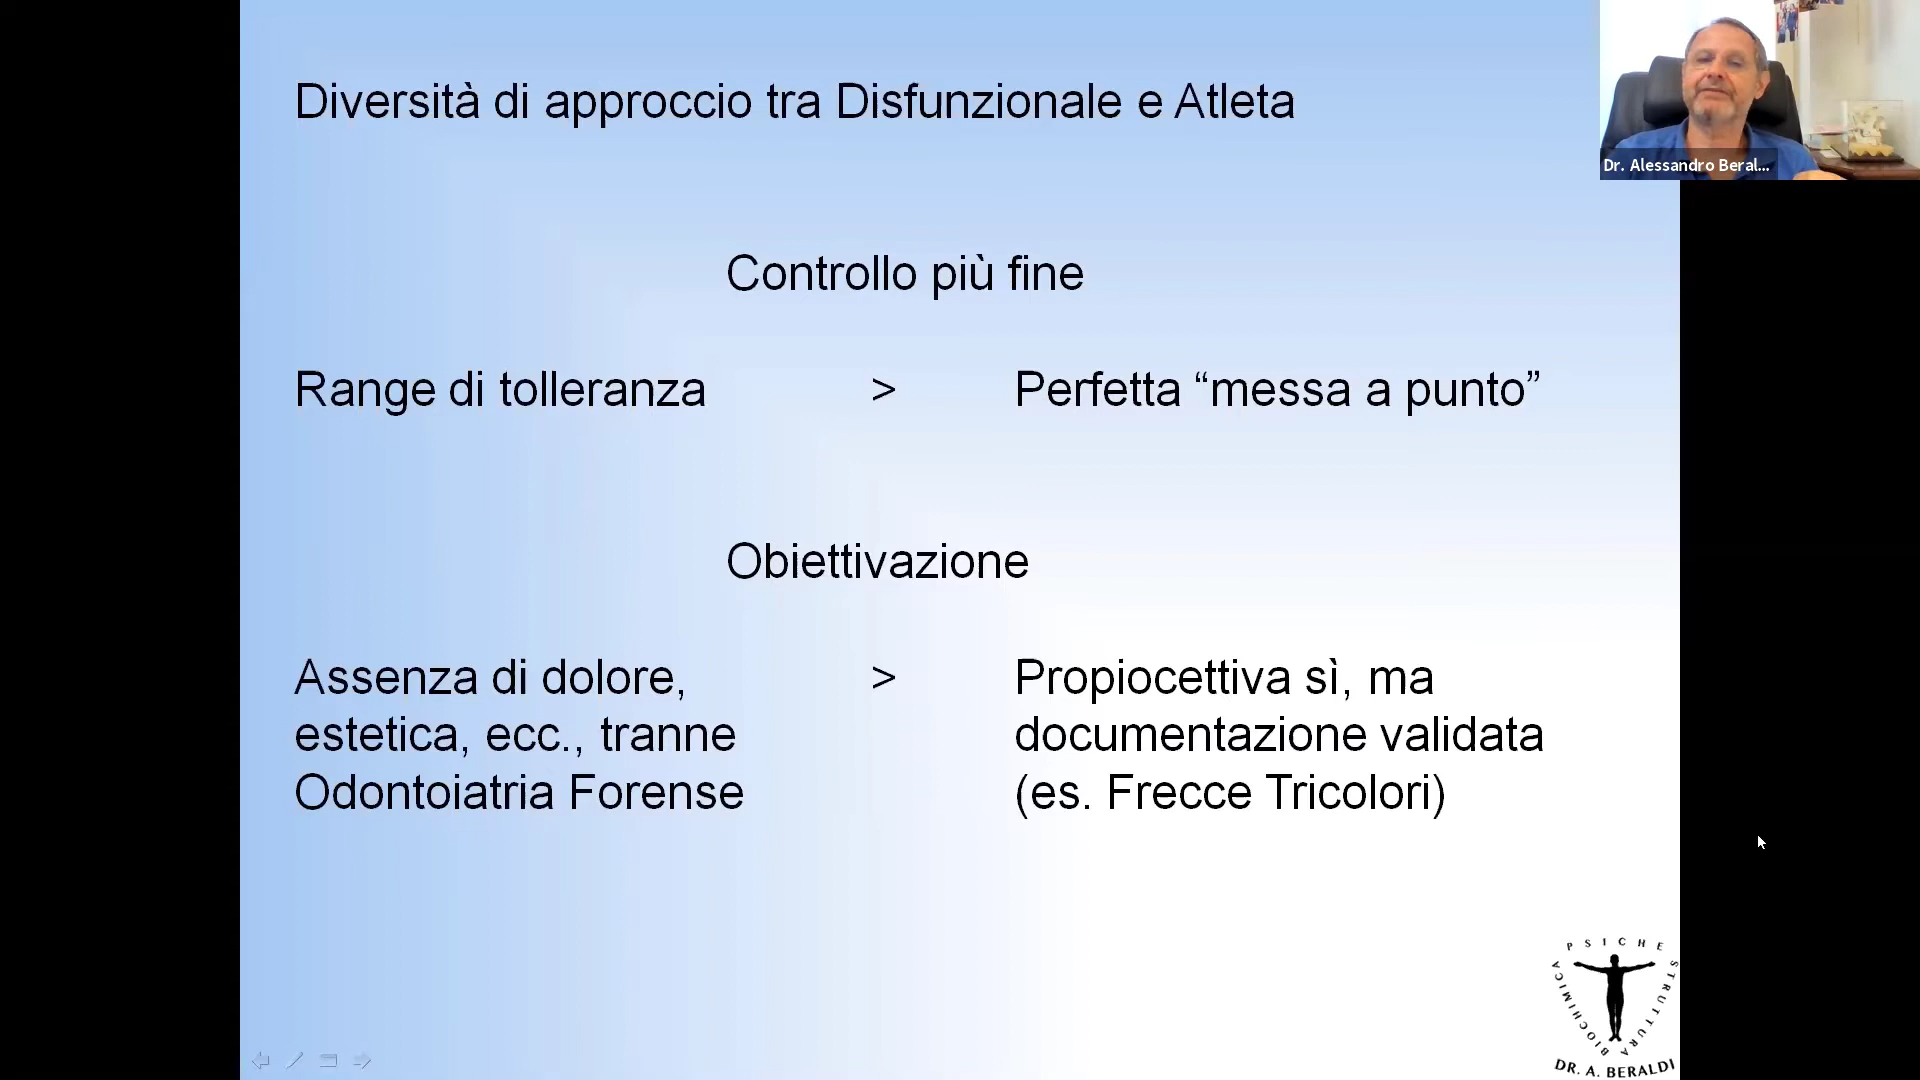 Diversità di approccio tra Disfunzionale e Atleta
Dr. Alessandro Beral...
Controllo più fine
Range di tolleranza > Perfetta “messa a punto”
Obiettivazione
Assenza di dolore, > Propiocettiva sì, ma
estetica, ecc., tranne documentazione validata
Odontoiatria Forense (es. Frecce Tricolori)
PSICHE
STRUTTURA
BIOCHIMICA
DR. A. BERALDI